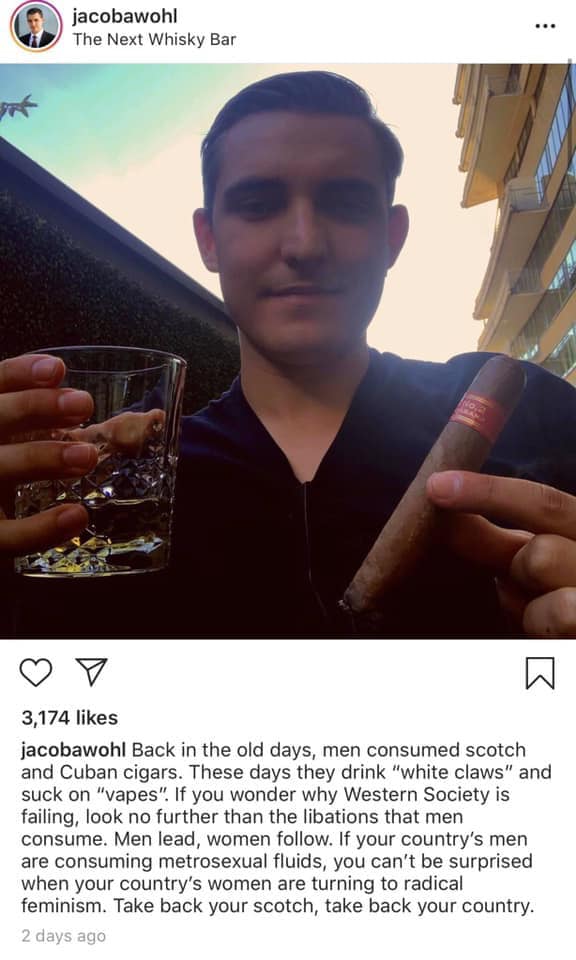 jacobawohl
The Next Whisky Bar
3,174 likes
jacobawohl Back in the old days, men consumed scotch
and Cuban cigars. These days they drink “white claws” and
suck on “vapes”. If you wonder why Western Society is
failing, look no further than the libations that men
consume. Men lead, women follow. If your country’s men
are consuming metrosexual fluids, you can’t be surprised
when your country’s women are turning to radical
feminism. Take back your scotch, take back your country.
2 days ago